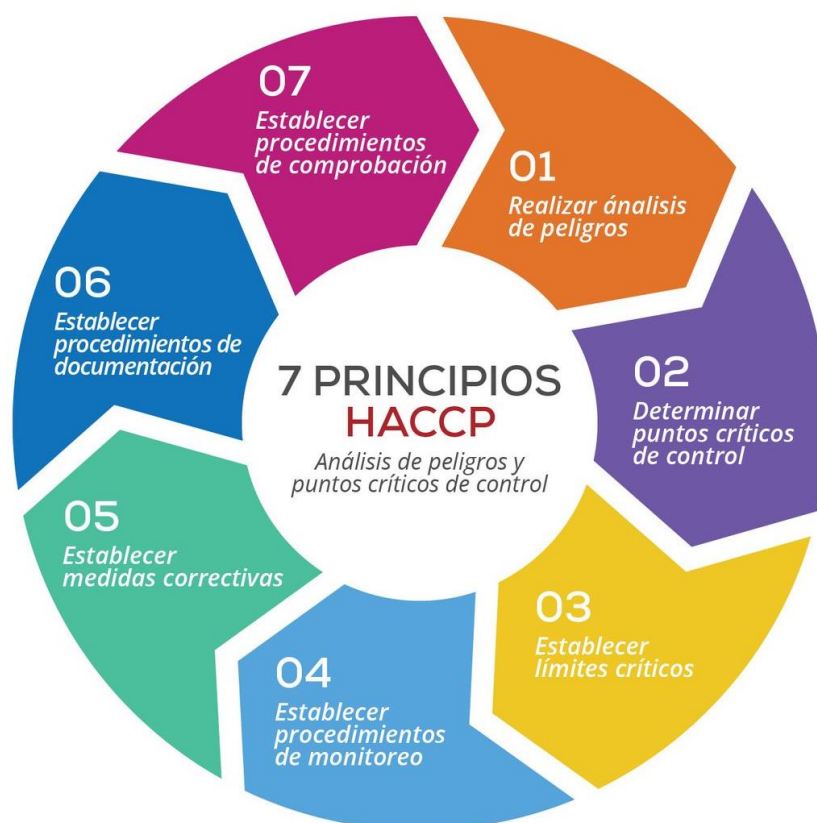 7 PRINCIPIOS
HACCP
Análisis de peligros y
puntos críticos de control
01
Realizar ánalisis
de peligros
02
Determinar
puntos críticos
de control
03
Establecer
límites críticos
04
Establecer
procedimientos
de monitoreo
05
Establecer
medidas correctivas
06
Establecer
procedimientos de
documentación
07
Establecer
procedimientos
de comprobación